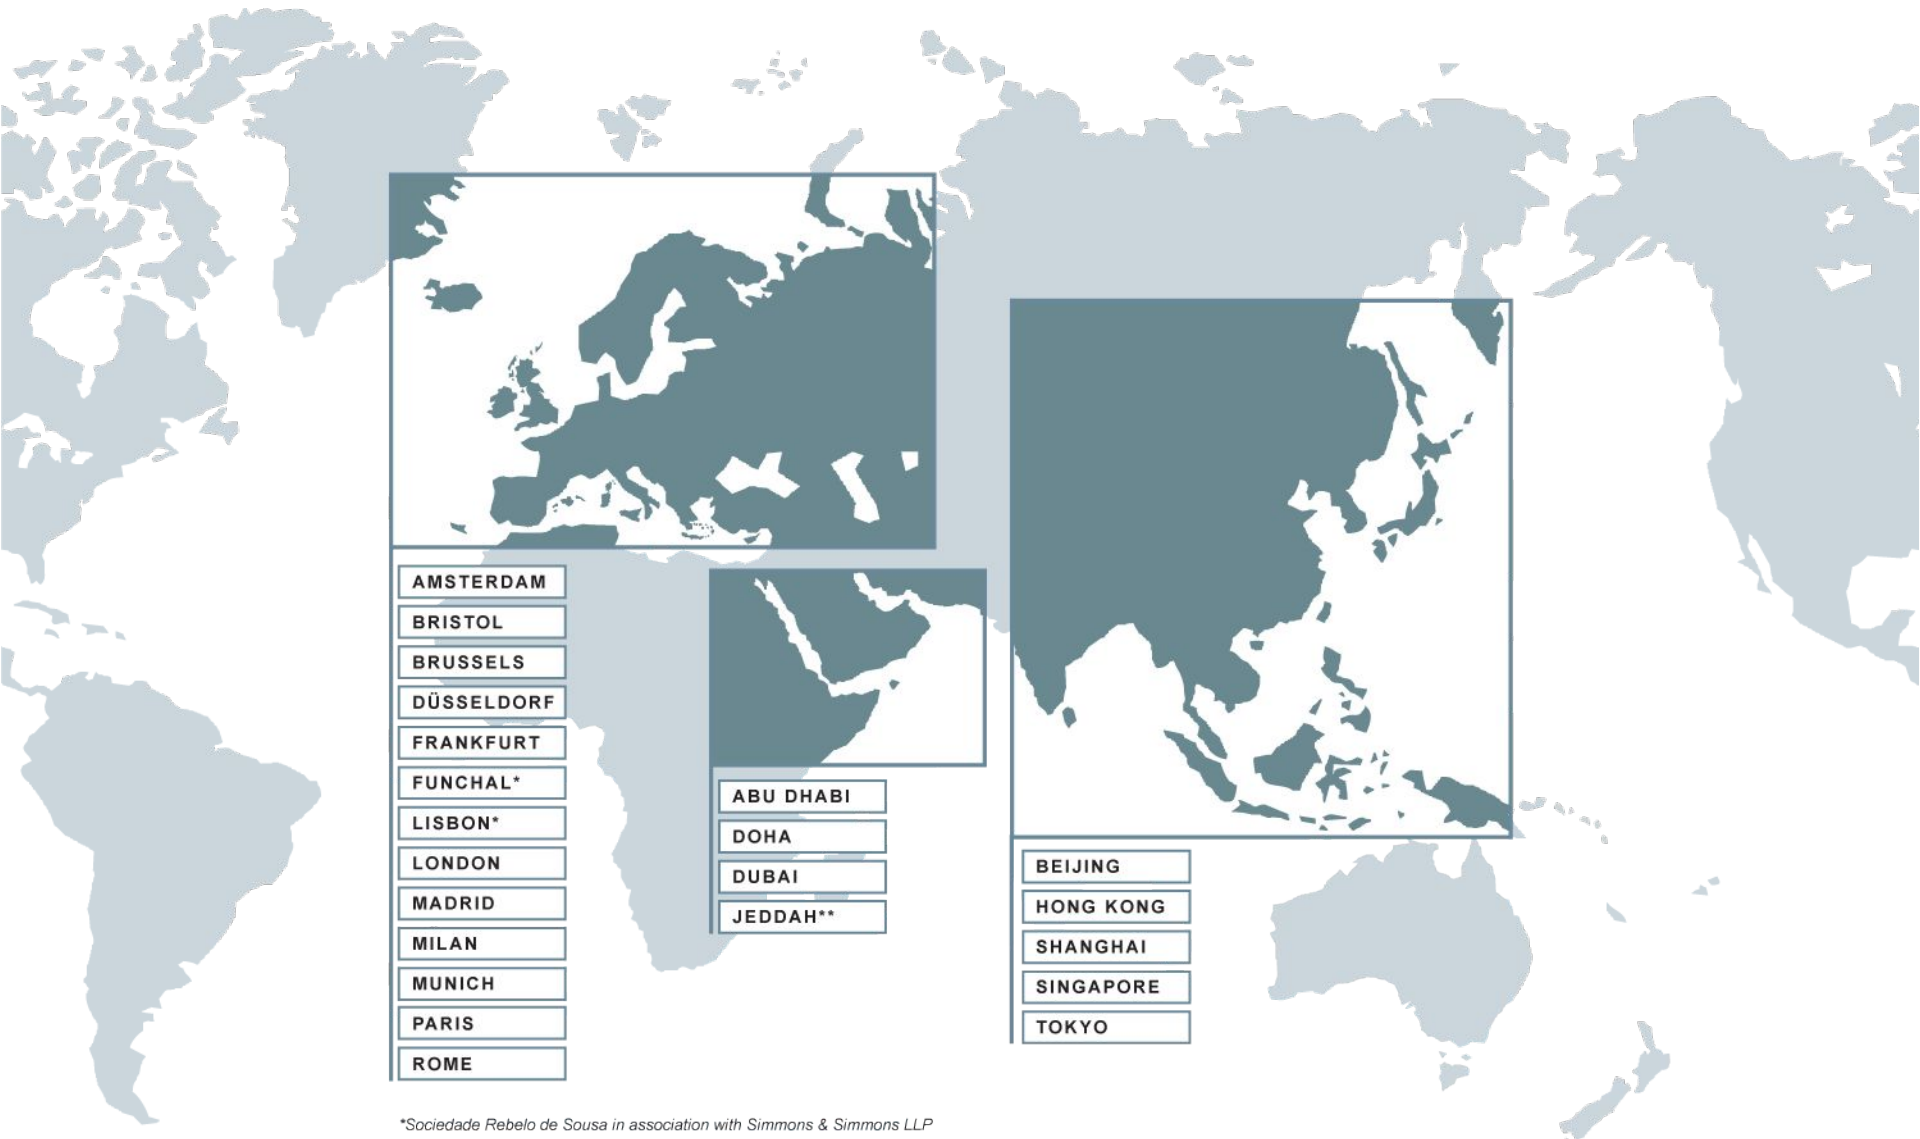 AMSTERDAM
BRISTOL
BRUSSELS
DÜSSELDORF
FRANKFURT
FUNCHAL*
LISBON*
LONDON
MADRID
MILAN
MUNICH
PARIS
ROME
ABU DHABI
DOHA
DUBAI
JEDDAH**
BEIJING
HONG KONG
SHANGHAI
SINGAPORE
TOKYO
*Sociedade Rebelo de Sousa in association with Simmons & Simmons LLP